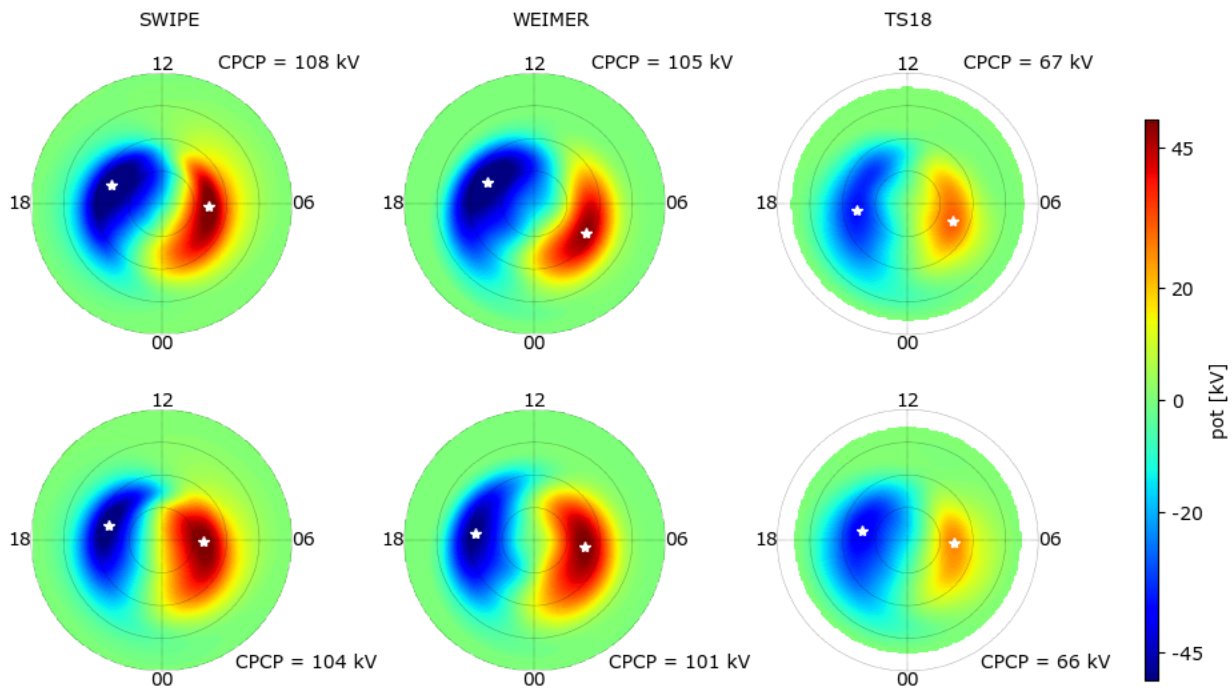 SWIPE
WEIMER
TS18
12
CPCP = 108 kV
12
CPCP = 105 kV
12
CPCP = 67 kV
18
06
18
06
18
06
00
00
00
12
12
12
18
06
18
06
18
06
CPCP = 104 kV
CPCP = 101 kV
CPCP = 66 kV
00
00
00
45
20
0
-20
-45
pot [kV]